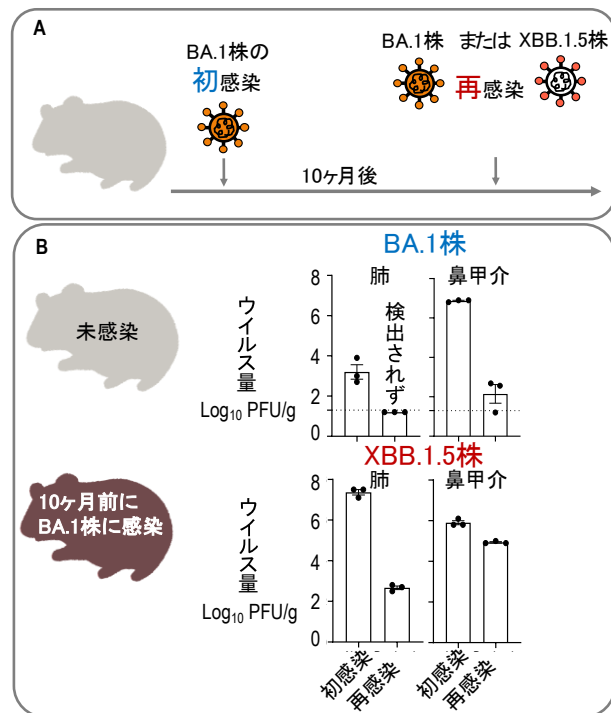 A
BA.1株の
初感染
BA.1株 または XBB.1.5株
再感染
10ヶ月後
B
BA.1株
肺
鼻甲介
未感染
ウイルス量
Log10 PFU/g
検出されず
8
6
4
2
0
XBB.1.5株
肺
鼻甲介
10ヶ月前に
BA.1株に感染
ウイルス量
Log10 PFU/g
8
6
4
2
0
初感染
再感染
初感染
再感染